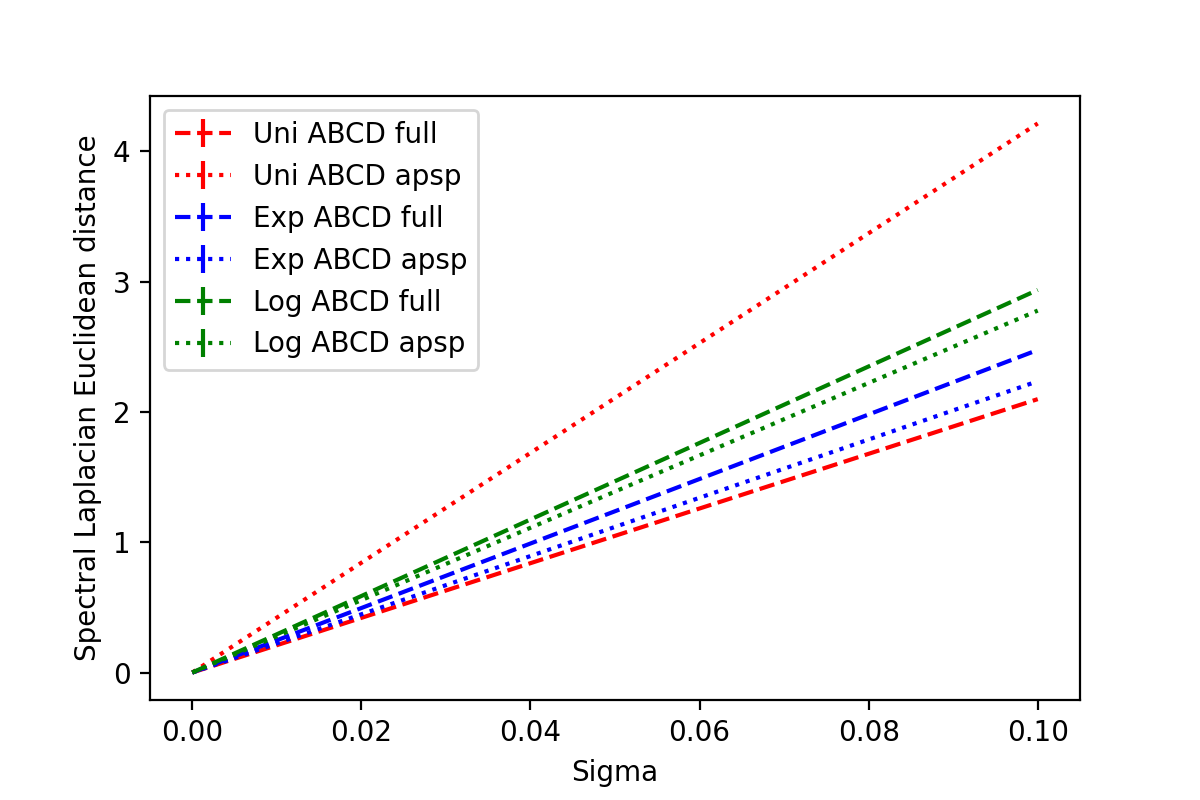 Uni ABCD full
Uni ABCD apsp
Exp ABCD full
Exp ABCD apsp
Log ABCD full
Log ABCD apsp
Spectral Laplacian Euclidean distance
4
3
2
1
0
0.00 0.02 0.04 0.06 0.08 0.10
Sigma